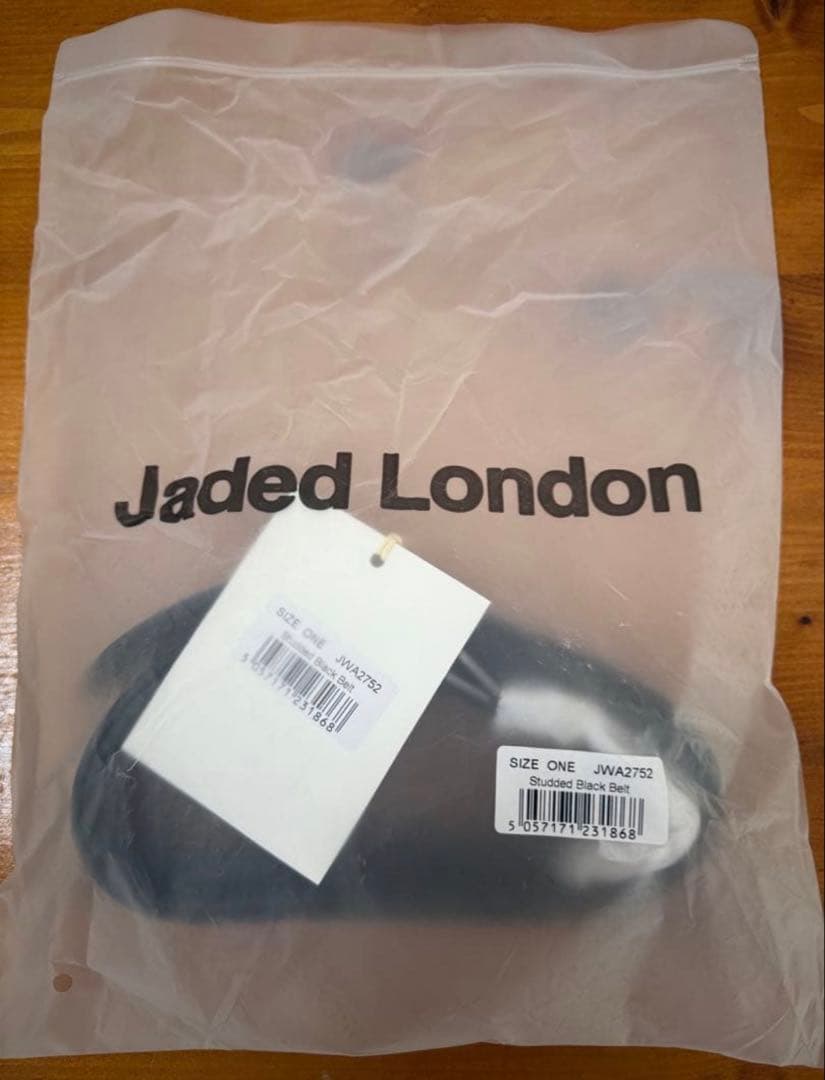 Jaded London
SIZE ONE JWA2752
Studded Black Belt
5 057171 231868
SIZE ONE JWA2752
Studded Black Belt
5 057171 231868